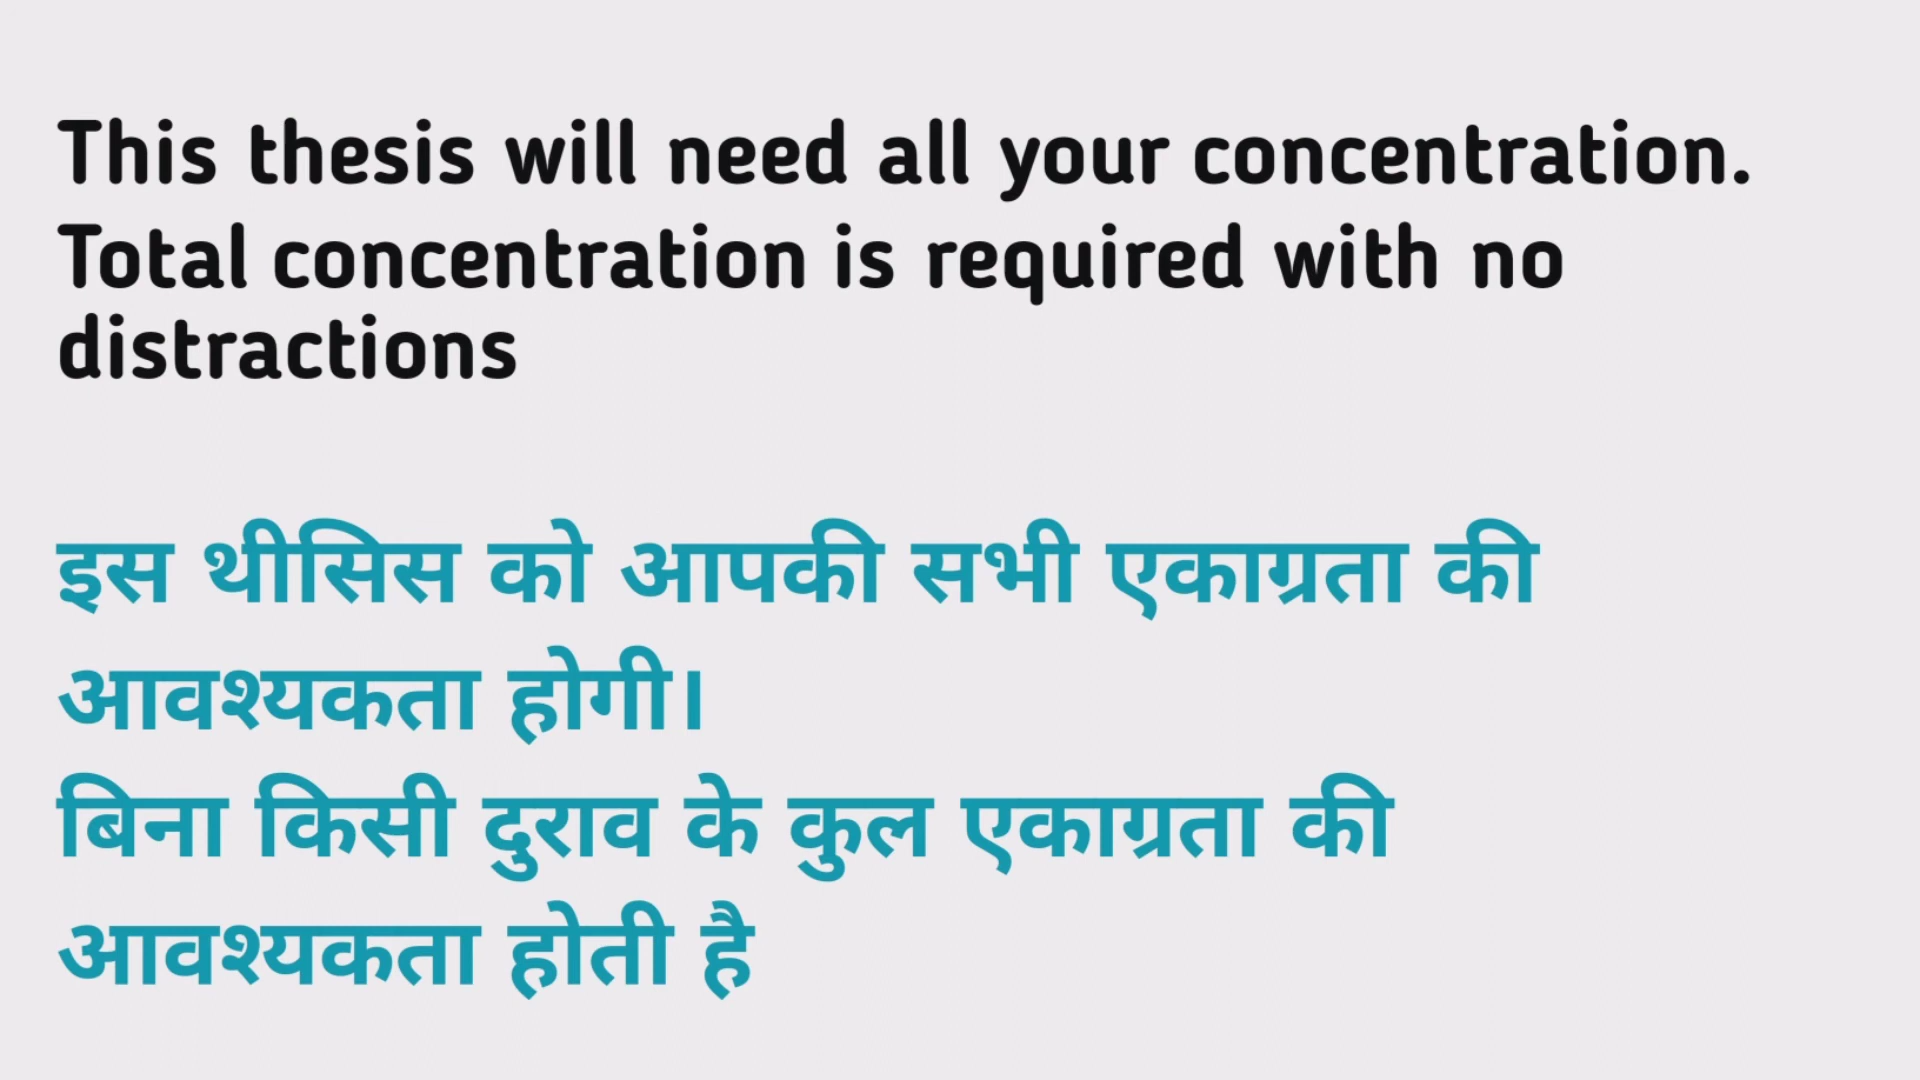 This thesis will need all your concentration.
Total concentration is required with no
distractions
इस थीसिस को आपकी सभी एकाग्रता की
आवश्यकता होगी।
बिना किसी दुराव के कुल एकाग्रता की
आवश्यकता होती है